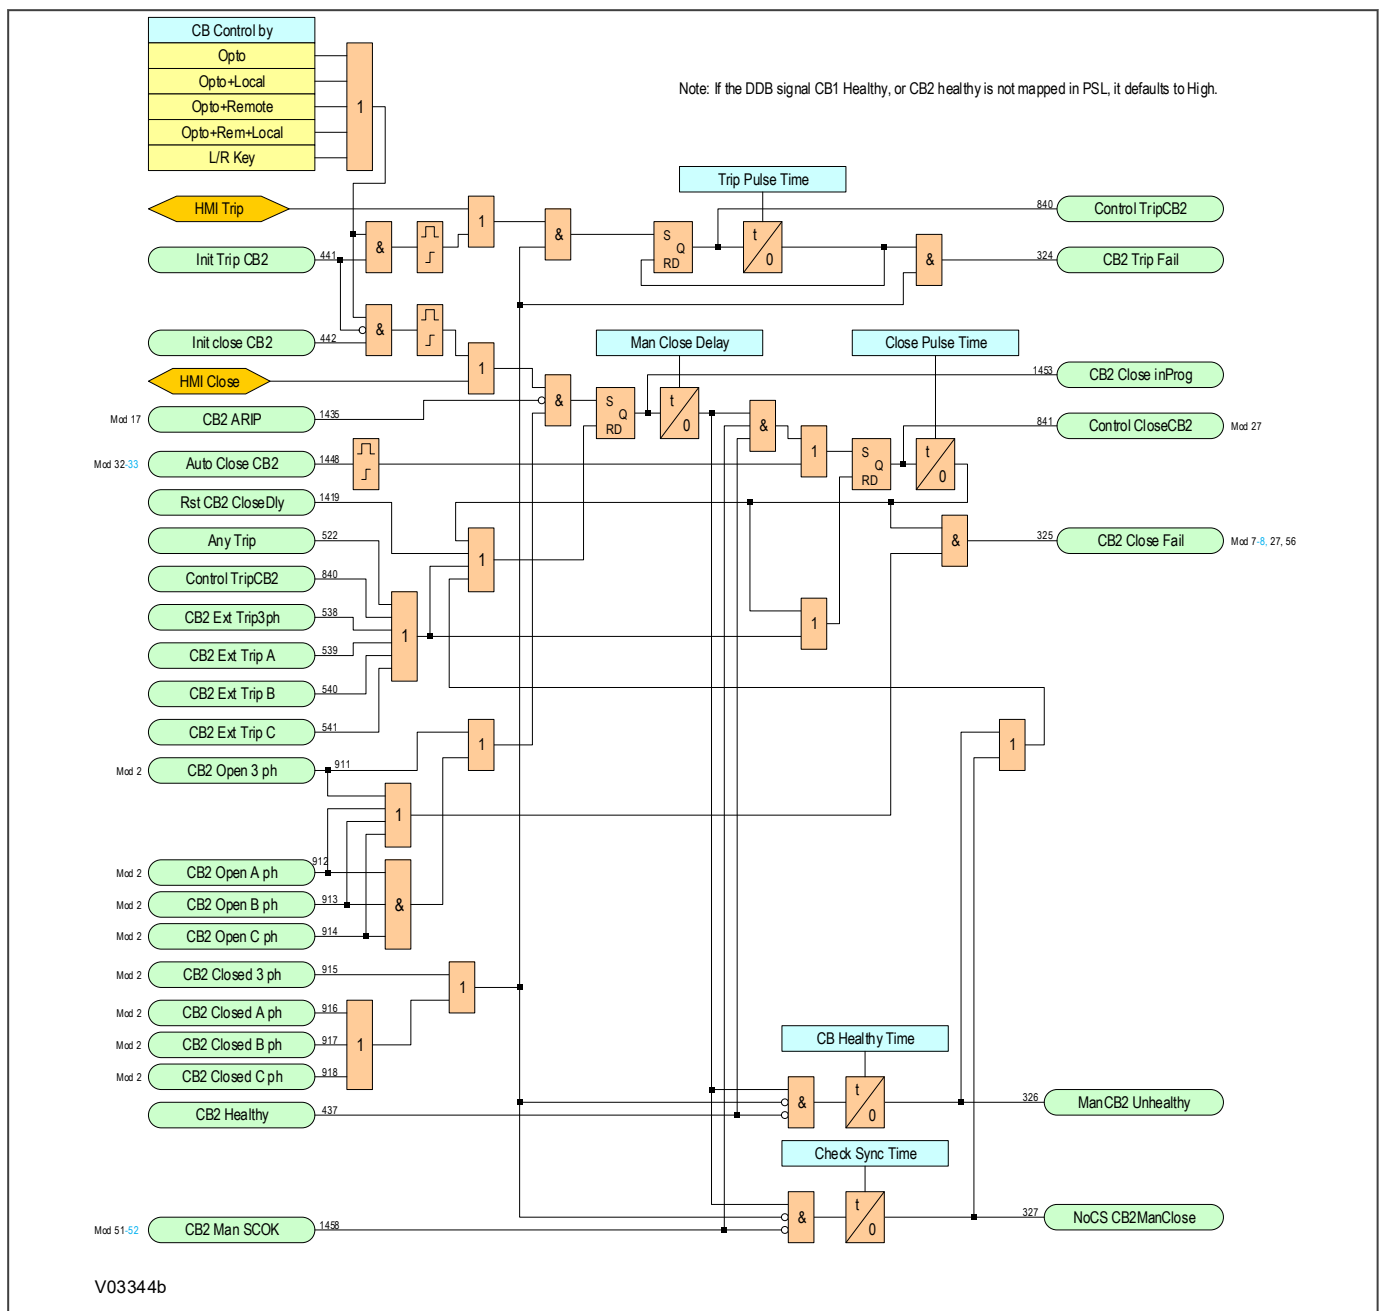 CB Control by
Opto
Opto+Local
Opto+Remote
Opto+Rem+Local
L/R Key
1
Note: If the DDB signal CB1 Healthy, or CB2 healthy is not mapped in PSL, it defaults to High.
Trip Pulse Time
HMI Trip
1
&
S
Q
RD
t
0
840
Control TripCB2
Init Trip CB2
441
&
&
324
CB2 Trip Fail
Init close CB2
442
&
Man Close Delay
Close Pulse Time
HMI Close
1
&
S
Q
RD
t
0
1453
CB2 Close inProg
Mod 17
CB2 ARIP
1435
&
1
S
Q
RD
t
0
841
Control CloseCB2
Mod 27
Mod 32-33
Auto Close CB2
1448
Rst CB2 CloseDly
1419
Any Trip
522
1
&
325
CB2 Close Fail
Mod 7-8, 27, 56
Control TripCB2
840
CB2 Ext Trip3ph
538
1
1
CB2 Ext Trip A
539
CB2 Ext Trip B
540
CB2 Ext Trip C
541
1
1
Mod 2
CB2 Open 3 ph
911
1
Mod 2
CB2 Open A ph
912
Mod 2
CB2 Open B ph
913
&
Mod 2
CB2 Open C ph
914
Mod 2
CB2 Closed 3 ph
915
1
Mod 2
CB2 Closed A ph
916
Mod 2
CB2 Closed B ph
917
1
Mod 2
CB2 Closed C ph
918
CB Healthy Time
CB2 Healthy
437
&
t
0
326
ManCB2 Unhealthy
Check Sync Time
Mod 51-52
CB2 Man SCOK
1458
&
t
0
327
NoCS CB2ManClose
V03344b